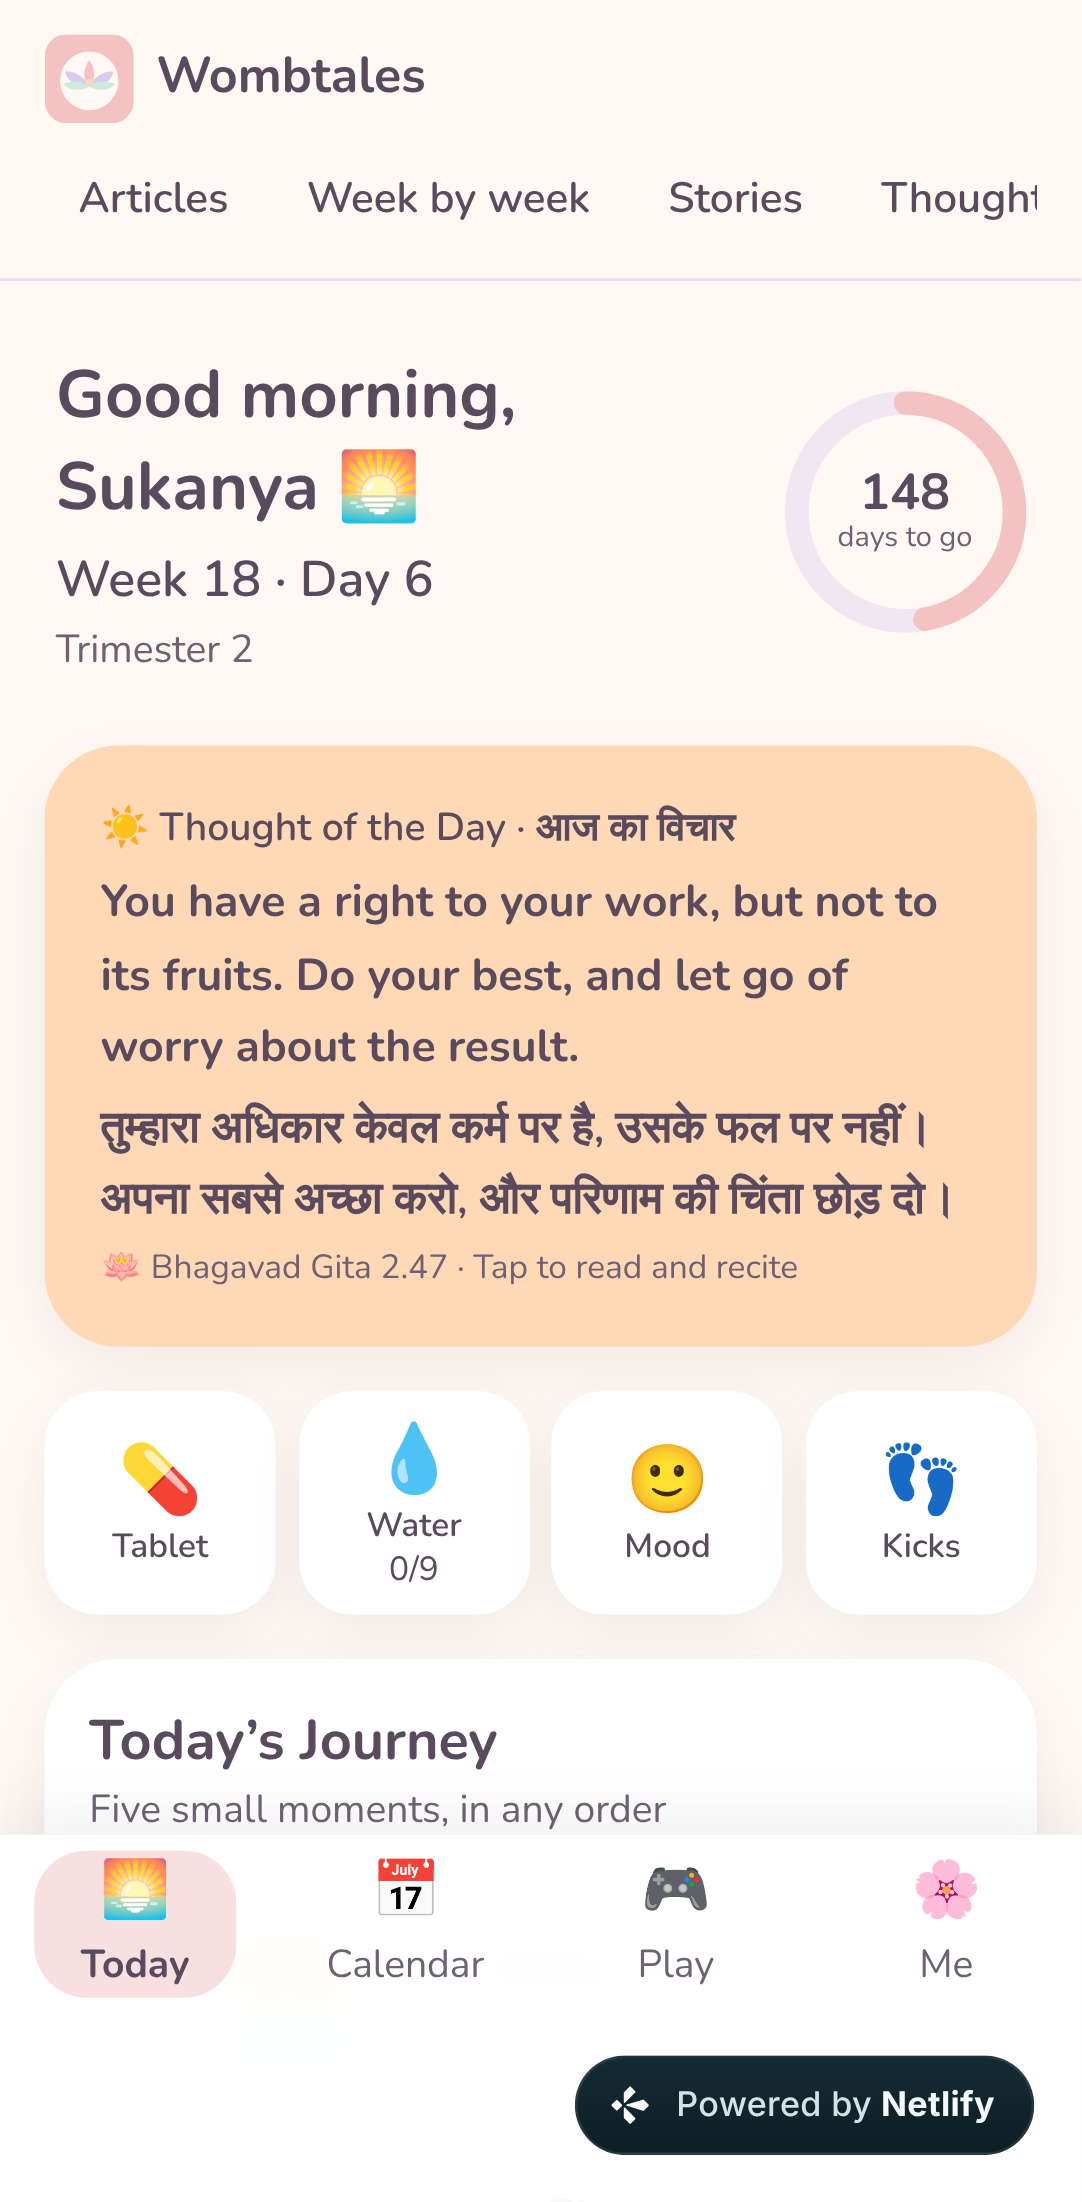 Wombtales
Articles Week by week Stories Thought
Good morning,
Sukanya
Week 18 · Day 6
Trimester 2
148
days to go
Thought of the Day · आज का विचार
You have a right to your work, but not to
its fruits. Do your best, and let go of
worry about the result.
तुम्हारा अधिकार केवल कर्म पर है, उसके फल पर नहीं।
अपना सबसे अच्छा करो, और परिणाम की चिंता छोड़ दो।
Bhagavad Gita 2.47 · Tap to read and recite
Tablet
Water
0/9
Mood
Kicks
Today’s Journey
Five small moments, in any order
July
17
Today Calendar Play Me
Powered by Netlify